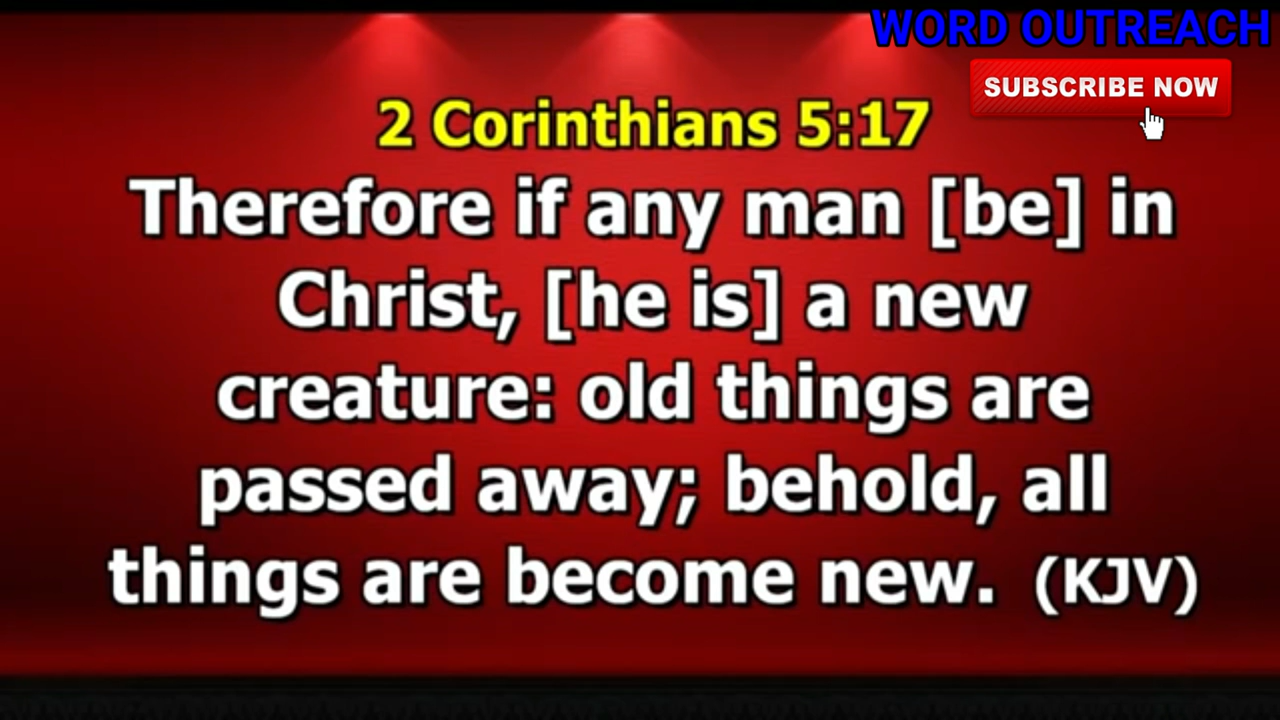 WORD OUTREACH
SUBSCRIBE NOW
2 Corinthians 5:17
Therefore if any man [be] in
Christ, [he is] a new
creature: old things are
passed away; behold, all
things are become new. (KJV)